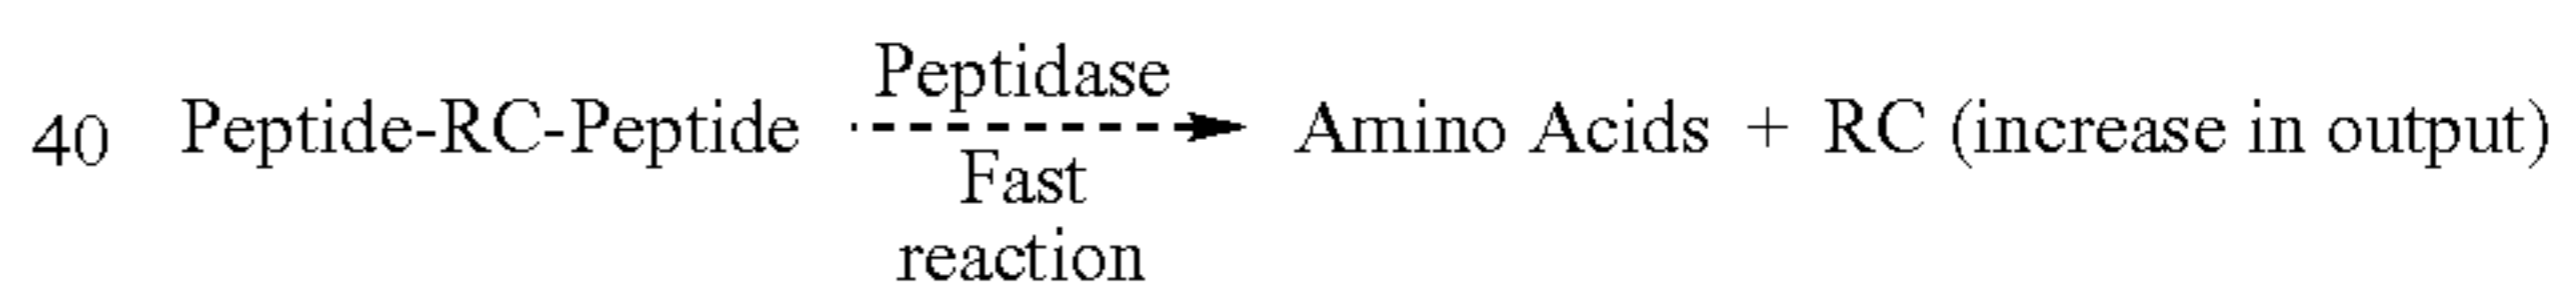 Peptidase
40 Peptide-RC-Peptide Amino Acids + RC (increase in output)
Fast
reaction